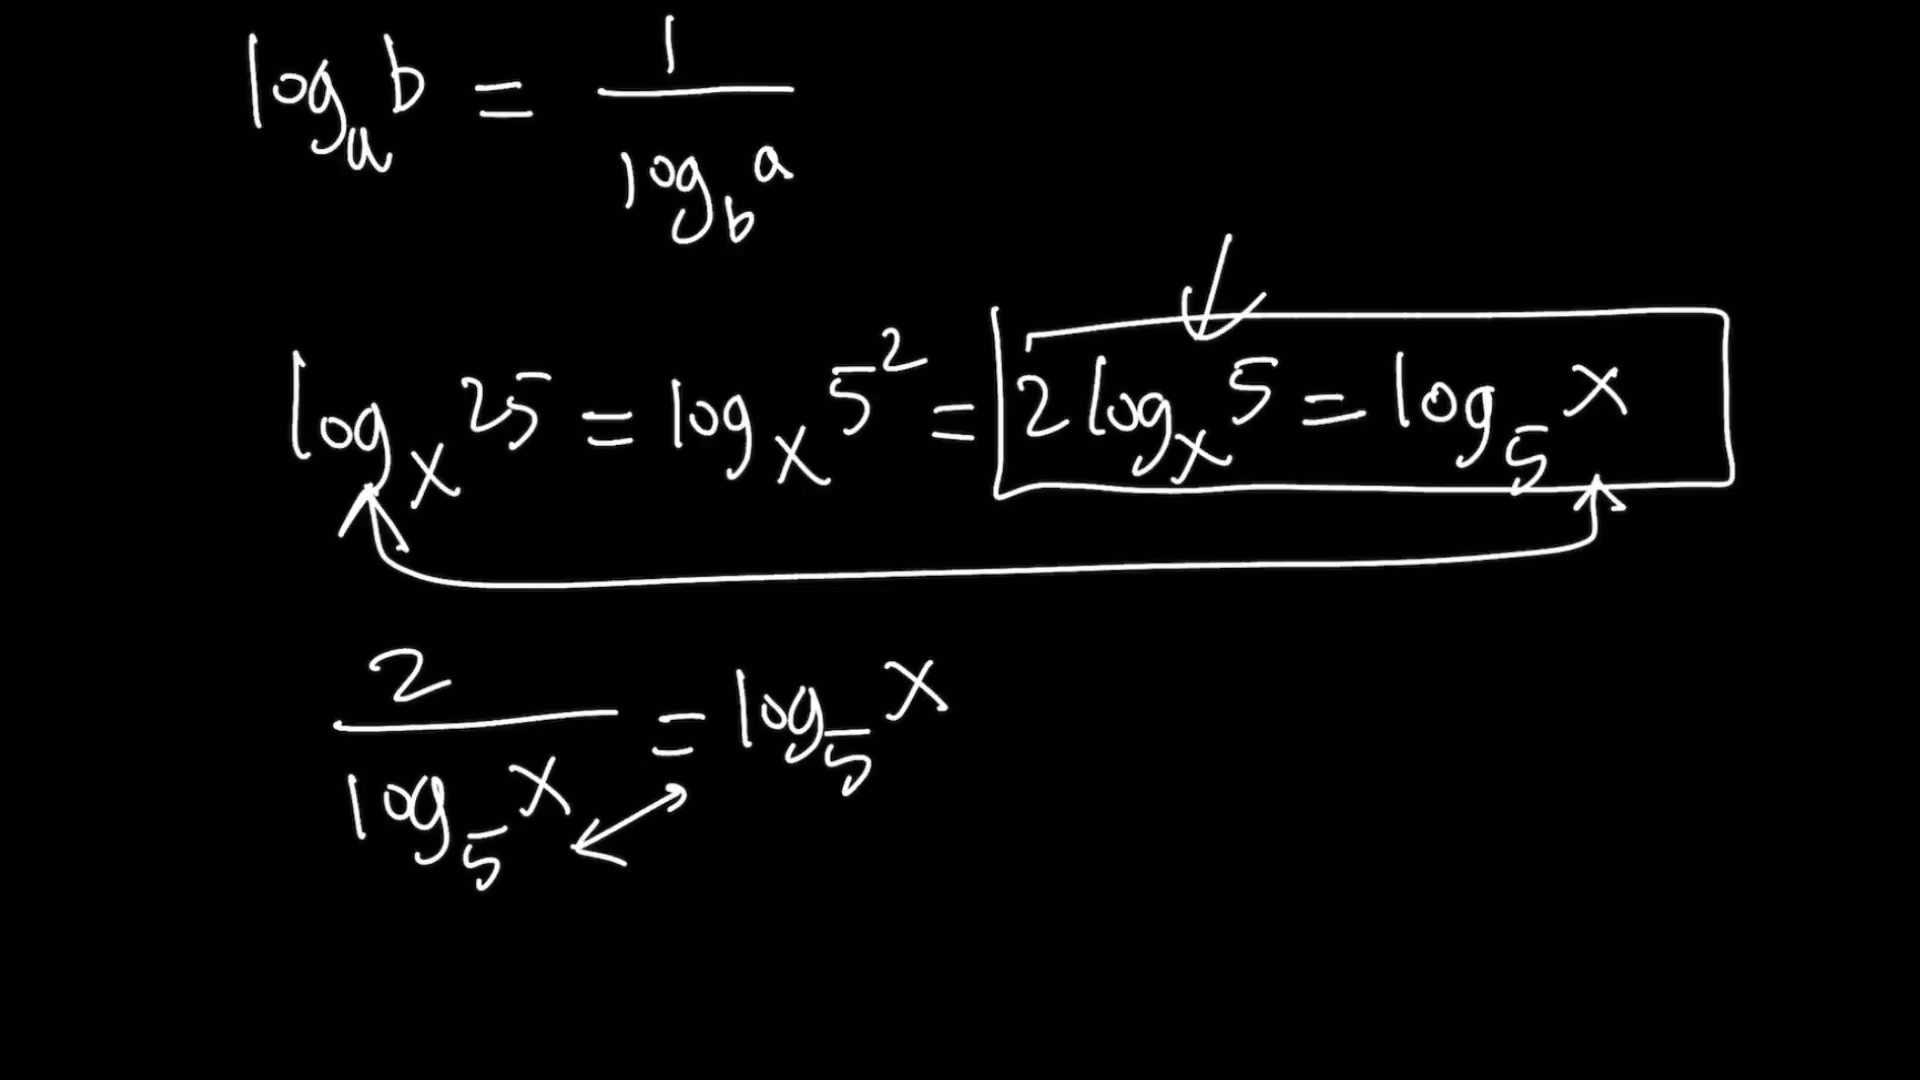 log_a b = 1 / log_b a
log_x 25 = log_x 5^2 = 2 log_x 5 = log_5 x
2 / log_5 x = log_5 x